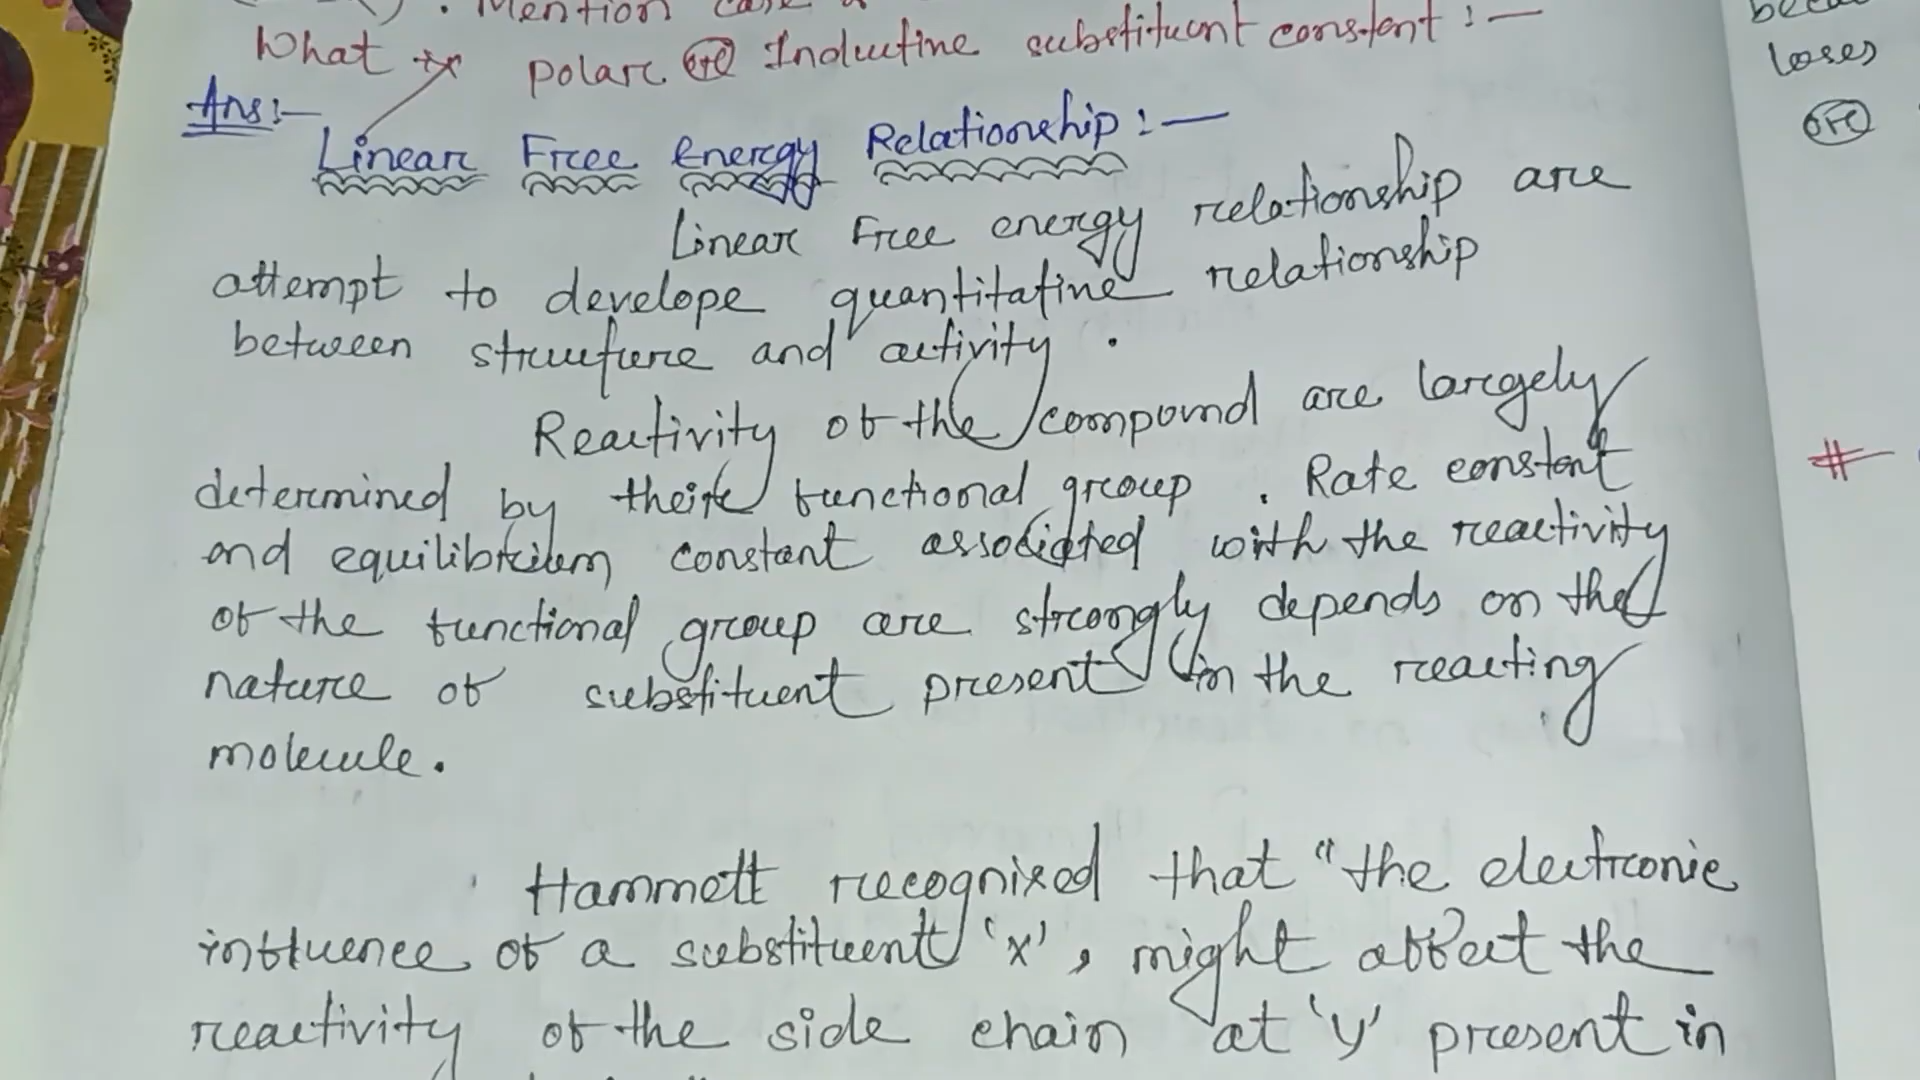 Mention
What polar or Inductive substituent constant :—
Ans:—
Linear Free Energy Relationship :—
Linear Free energy relationship are
attempt to develope quantitative relationship
between structure and activity.
Reactivity of the compound are largely
determined by their functional group. Rate constant
and equilibrium constant associated with the reactivity
of the functional group are strongly depends on the
nature of substituent present in the reacting
molecule.
Hammett recognized that "the electronic
influence of a substituent 'x', might affect the
reactivity of the side chain at 'y' present in
loses
or
#